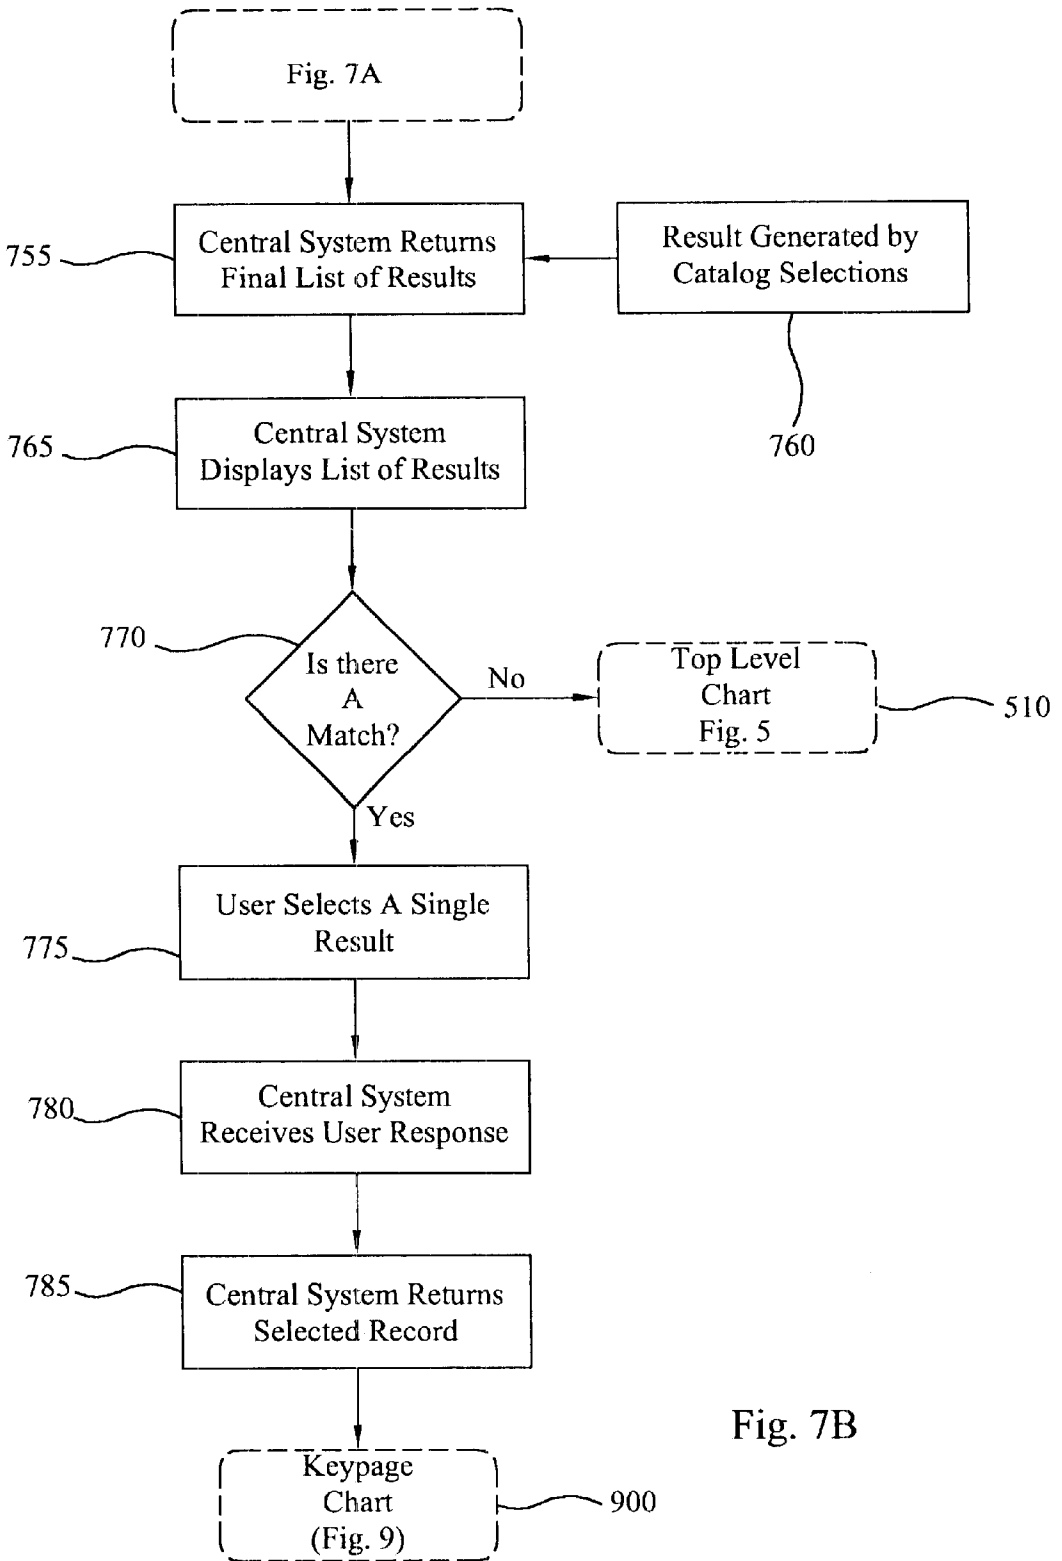 Fig. 7A
755
Central System Returns
Final List of Results
Result Generated by
Catalog Selections
760
765
Central System
Displays List of Results
770
Is there
A
Match?
No
Top Level
Chart
Fig. 5
510
Yes
775
User Selects A Single
Result
780
Central System
Receives User Response
785
Central System Returns
Selected Record
Keypage
Chart
(Fig. 9)
900
Fig. 7B